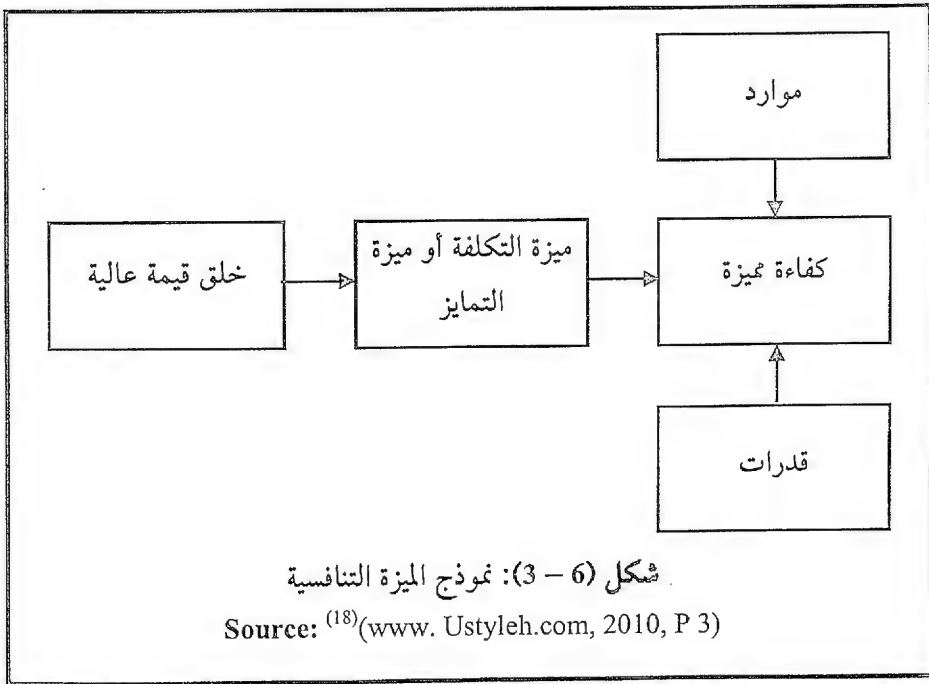 موارد
كفاءة مميزة
ميزة التكلفة أو ميزة
التمايز
خلق قيمة عالية
قدرات
شكل (6 – 3): نموذج الميزة التنافسية
Source: (18)(www. Ustyleh.com, 2010, P 3)